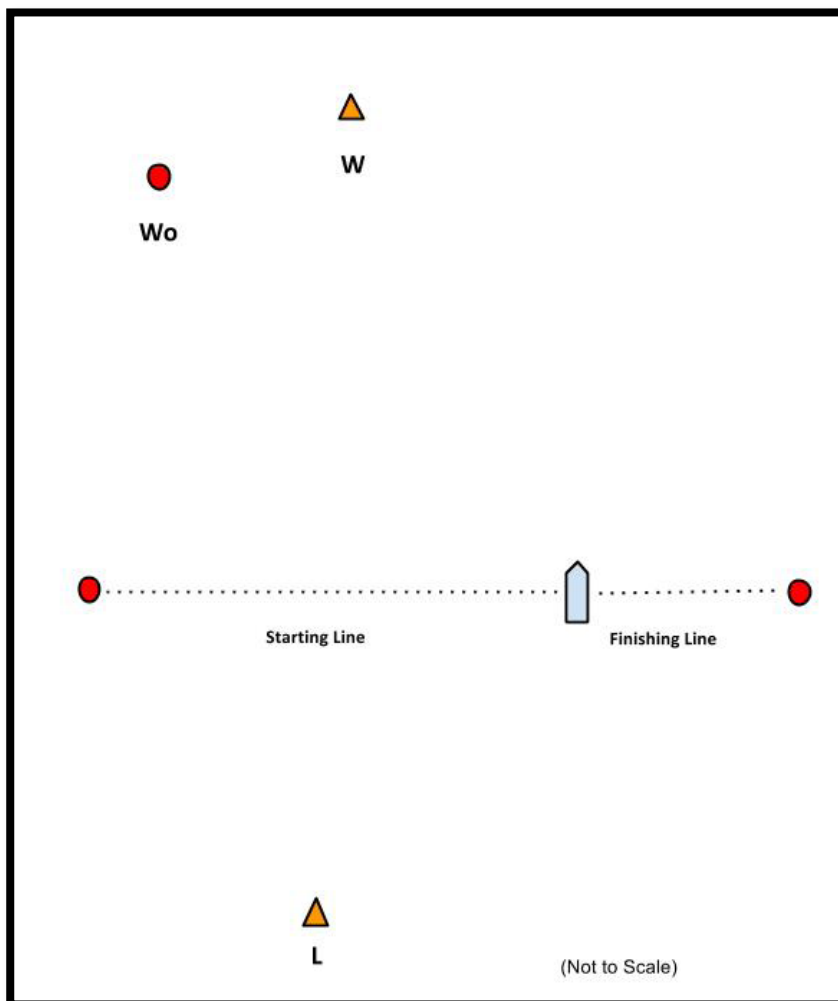 W
Wo
Starting Line
Finishing Line
L
(Not to Scale)